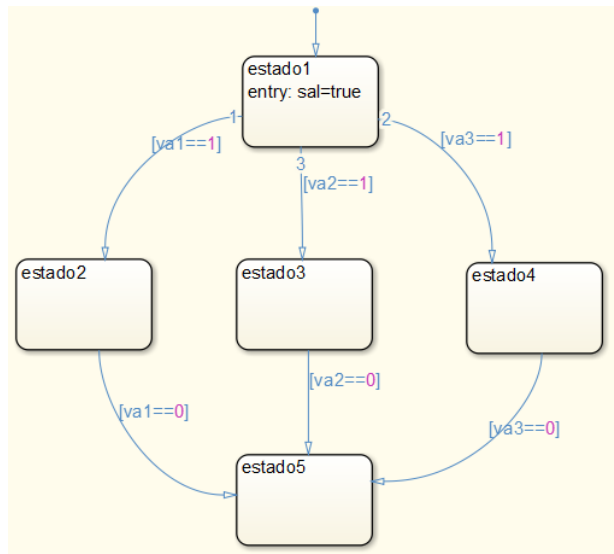 estado1
entry: sal=true
1
2
[va1==1]
3
[va3==1]
[va2==1]
estado2
estado3
estado4
[va2==0]
[va1==0]
[va3==0]
estado5